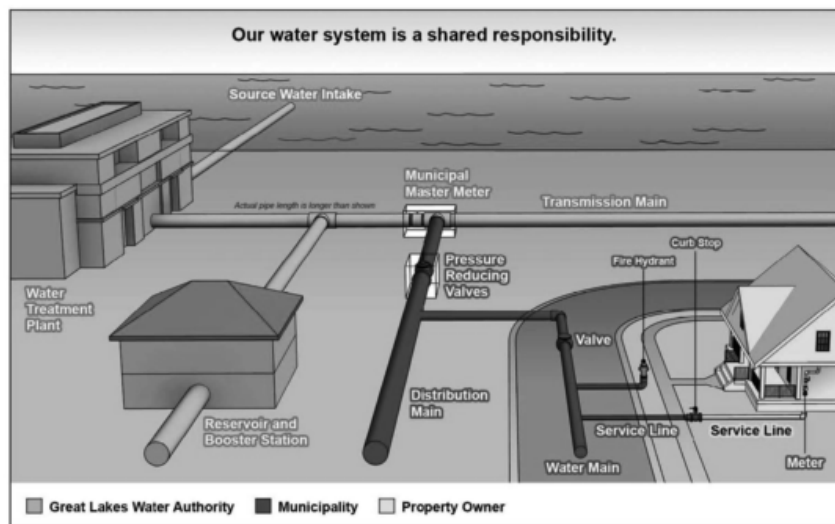 Our water system is a shared responsibility.
Source Water Intake
Municipal
Master Meter
Actual pipe length is longer than shown
Transmission Main
Curb Stop
Fire Hydrant
Pressure
Reducing
Valves
Water
Treatment
Plant
Valve
Distribution
Main
Reservoir and
Booster Station
Service Line
Service Line
Water Main
Meter
Great Lakes Water Authority
Municipality
Property Owner